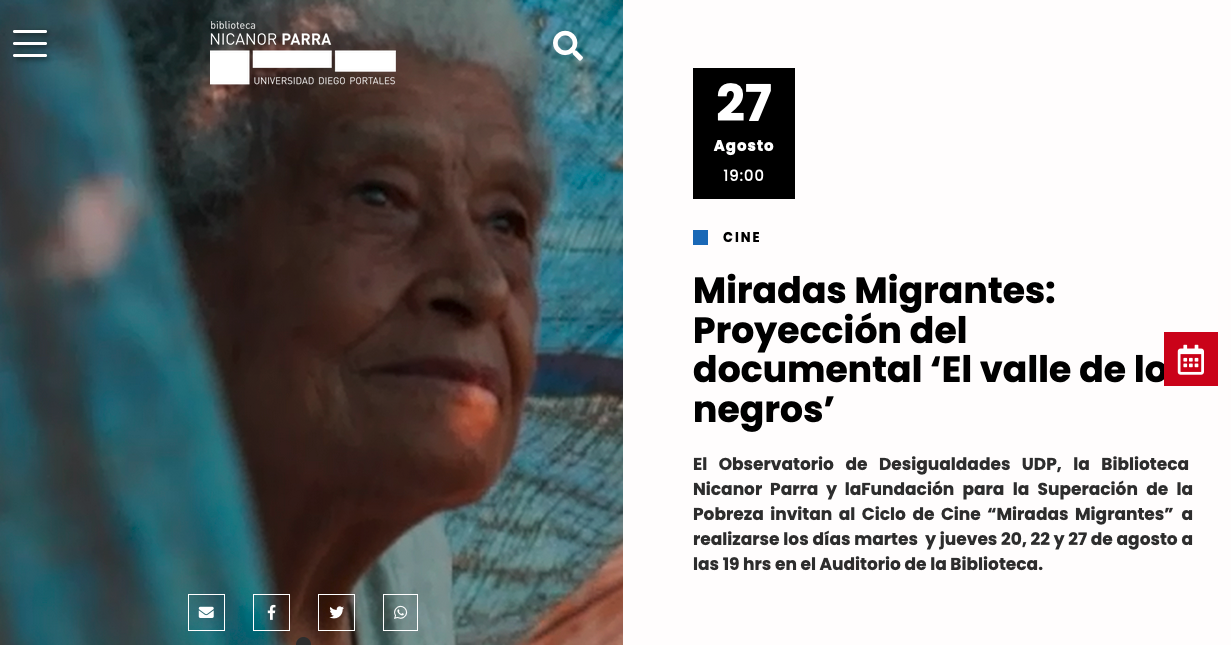 biblioteca
NICANOR PARRA
UNIVERSIDAD DIEGO PORTALES
27
Agosto
19:00
CINE
Miradas Migrantes:
Proyección del
documental ‘El valle de lo
negros’
El Observatorio de Desigualdades UDP, la Biblioteca
Nicanor Parra y laFundación para la Superación de la
Pobreza invitan al Ciclo de Cine “Miradas Migrantes” a
realizarse los días martes y jueves 20, 22 y 27 de agosto a
las 19 hrs en el Auditorio de la Biblioteca.